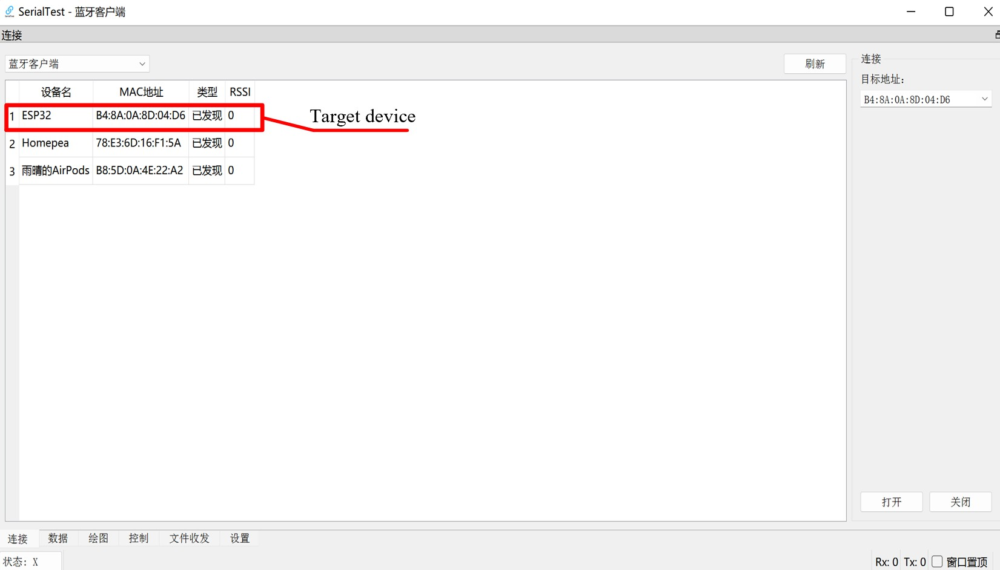 SerialTest - 蓝牙客户端
连接
蓝牙客户端
刷新
连接
目标地址:
B4:8A:0A:8D:04:D6
设备名 MAC地址 类型 RSSI
1 ESP32 B4:8A:0A:8D:04:D6 已发现 0
Target device
2 Homepea 78:E3:6D:16:F1:5A 已发现 0
3 雨晴的AirPods B8:5D:0A:4E:22:A2 已发现 0
打开 关闭
连接 数据 绘图 控制 文件收发 设置
状态: X
Rx: 0 Tx: 0 窗口置顶